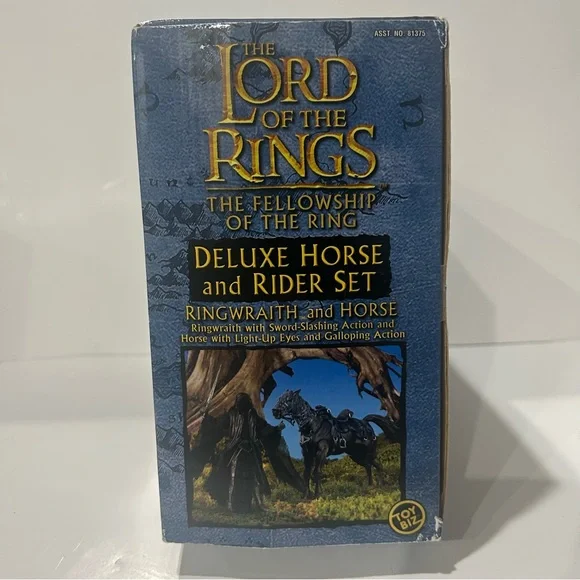 ASST. NO. 81375
THE
LORD
OF THE
RINGS
THE FELLOWSHIP
OF THE RING
DELUXE HORSE
and RIDER SET
RINGWRAITH and HORSE
Ringwraith with Sword-Slashing Action and
Horse with Light-Up Eyes and Galloping Action
TOY
BIZ